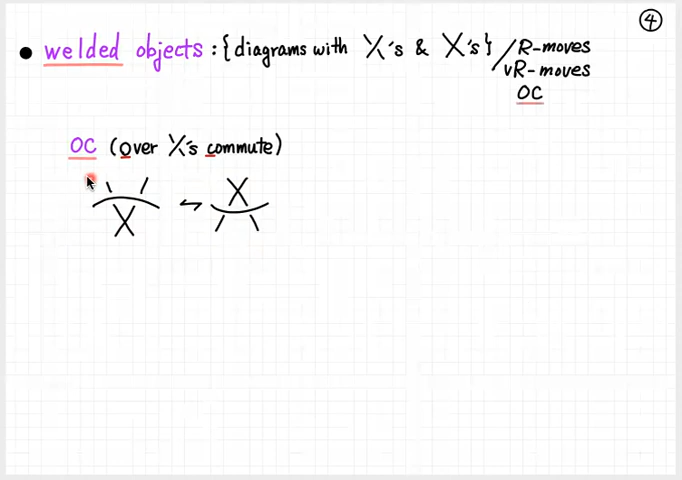 ④
• welded objects : {diagrams with X's & X's} / R-moves
vR-moves
OC
OC (over X's commute)